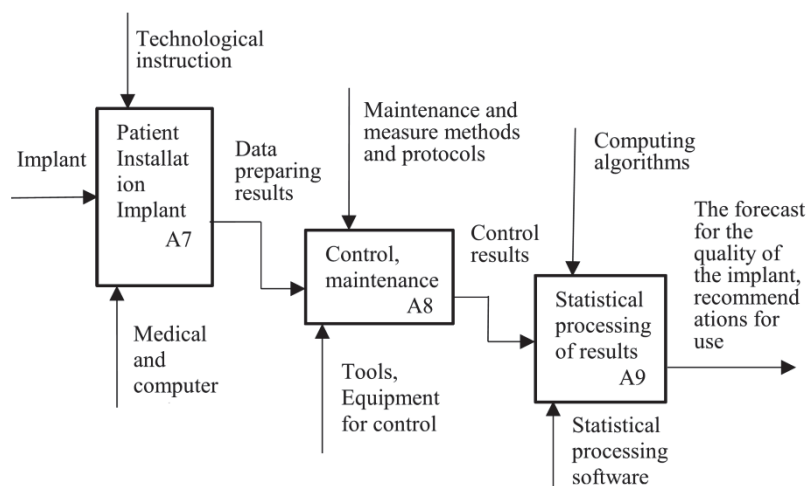 Technological
instruction
Implant
Patient
Installat
ion
Implant
A7
Medical
and
computer
Data
preparing
results
Maintenance and
measure methods
and protocols
Control,
maintenance
A8
Tools,
Equipment
for control
Control
results
Computing
algorithms
Statistical
processing
of results
A9
Statistical
processing
software
The forecast
for the
quality of
the implant,
recommend
ations for
use